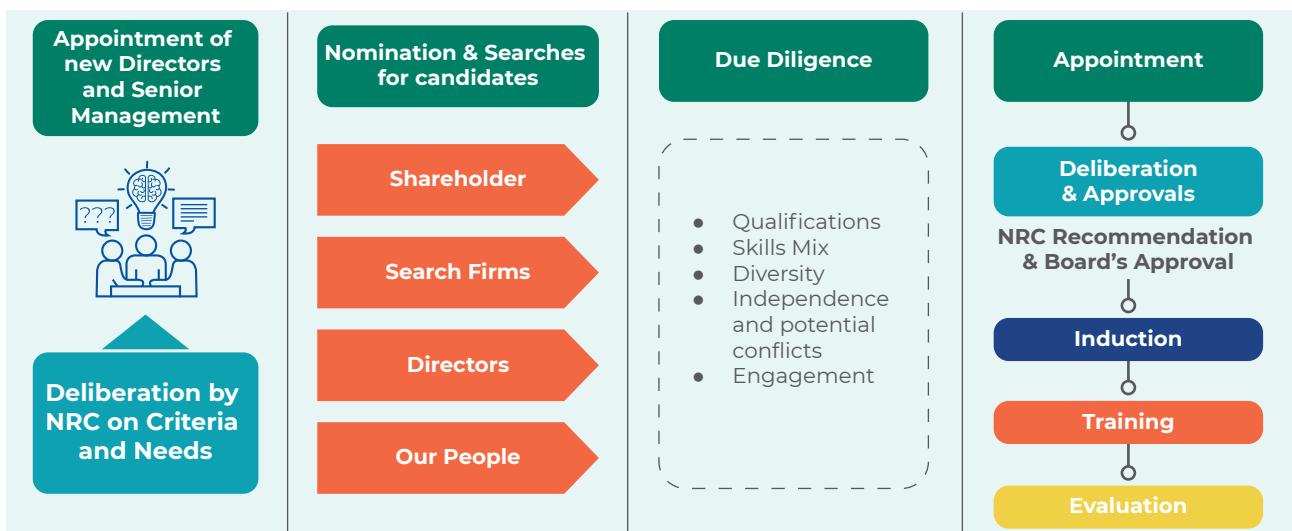 Appointment of
new Directors
and Senior
Management
???
Deliberation by
NRC on Criteria
and Needs
Nomination & Searches
for candidates
Shareholder
Search Firms
Directors
Our People
Due Diligence
● Qualifications
● Skills Mix
● Diversity
● Independence
and potential
conflicts
● Engagement
Appointment
Deliberation
& Approvals
NRC Recommendation
& Board’s Approval
Induction
Training
Evaluation